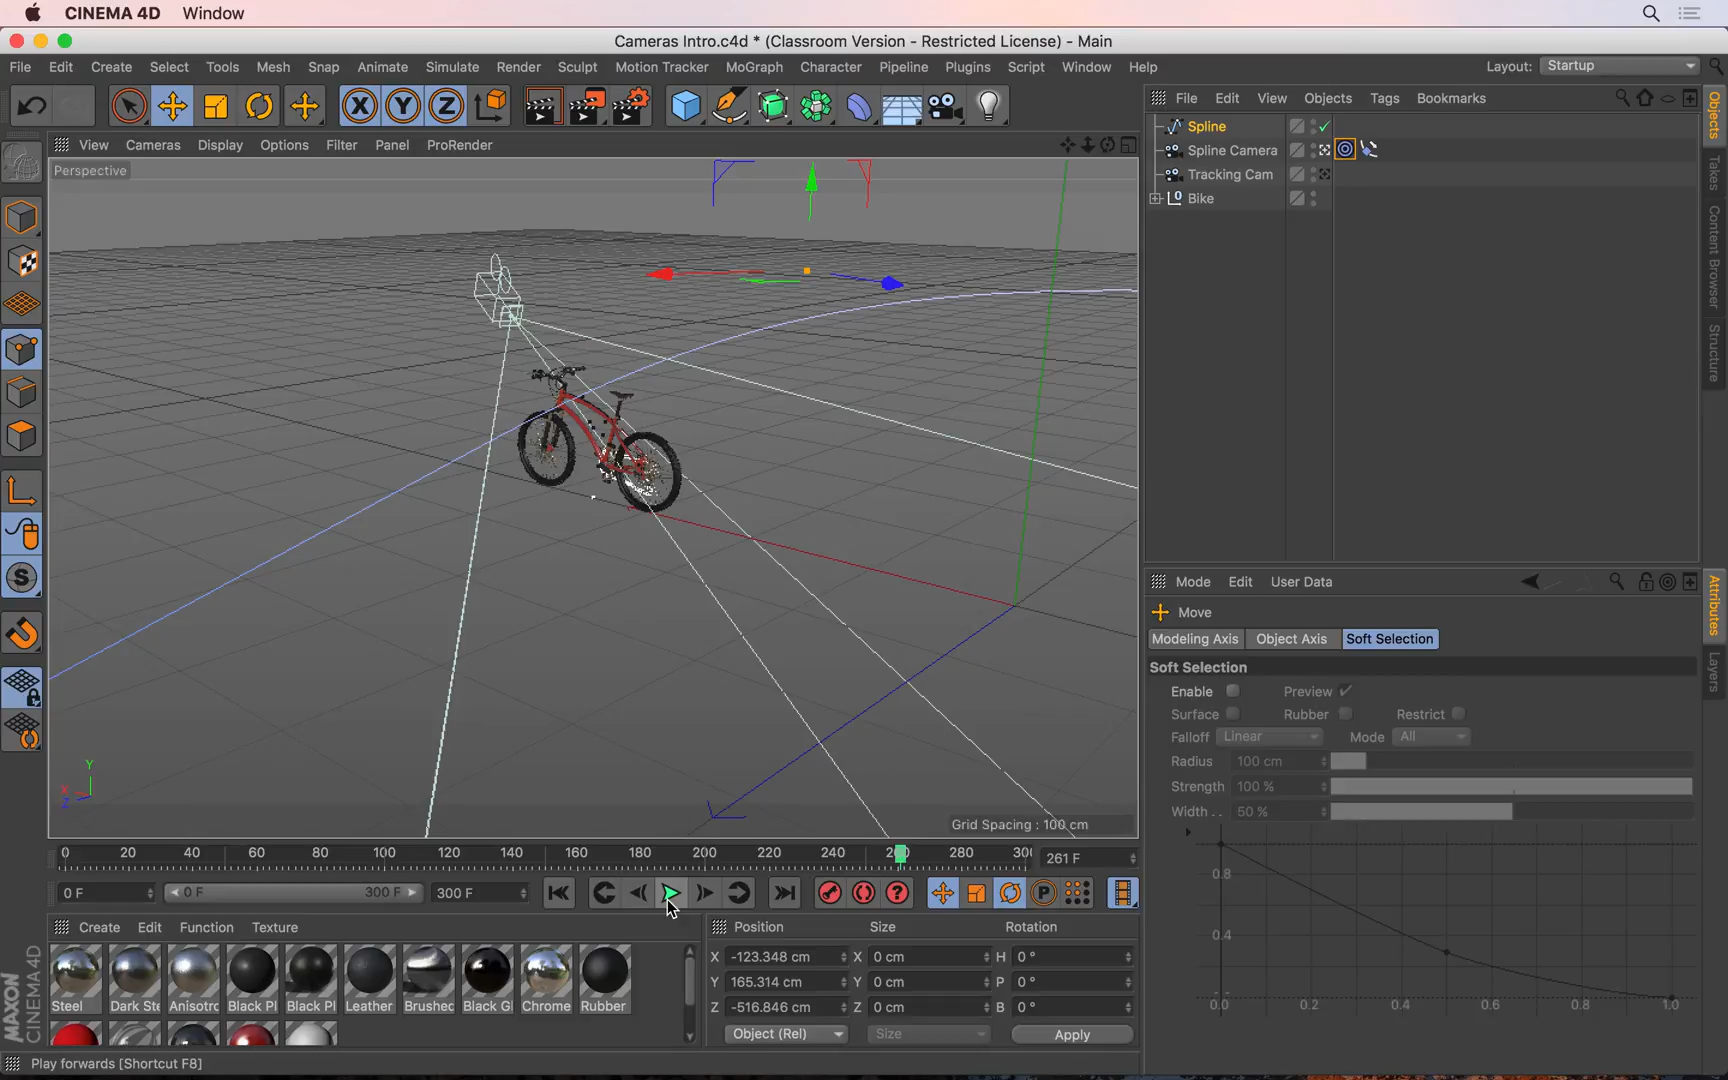 CINEMA 4D Window
Cameras Intro.c4d * (Classroom Version - Restricted License) - Main
File Edit Create Select Tools Mesh Snap Animate Simulate Render Sculpt Motion Tracker MoGraph Character Pipeline Plugins Script Window Help Layout: Startup
X Y Z
File Edit View Objects Tags Bookmarks
Objects
Takes
Content Browser
Structure
View Cameras Display Options Filter Panel ProRender
Perspective
Spline
Spline Camera
Tracking Cam
Bike
Y
X
Z
Grid Spacing : 100 cm
Mode Edit User Data
Attributes
Layers
Move
Modeling Axis Object Axis Soft Selection
Soft Selection
Enable Preview
Surface Rubber Restrict
Falloff Linear Mode All
Radius 100 cm
Strength 100 %
Width . . 50 %
0.8
0.4
0.0 0.2 0.4 0.6 0.8 1.0
0 20 40 60 80 100 120 140 160 180 200 220 240 260 280 300 261 F
0 F 0 F 300 F 300 F
Create Edit Function Texture
Steel Dark Ste Anisotro Black Pl Black Pl Leather Brushed Black Gl Chrome Rubber
Position Size Rotation
X -123.348 cm X 0 cm H 0 °
Y 165.314 cm Y 0 cm P 0 °
Z -516.846 cm Z 0 cm B 0 °
Object (Rel) Size Apply
MAXON
CINEMA 4D
Play forwards [Shortcut F8]